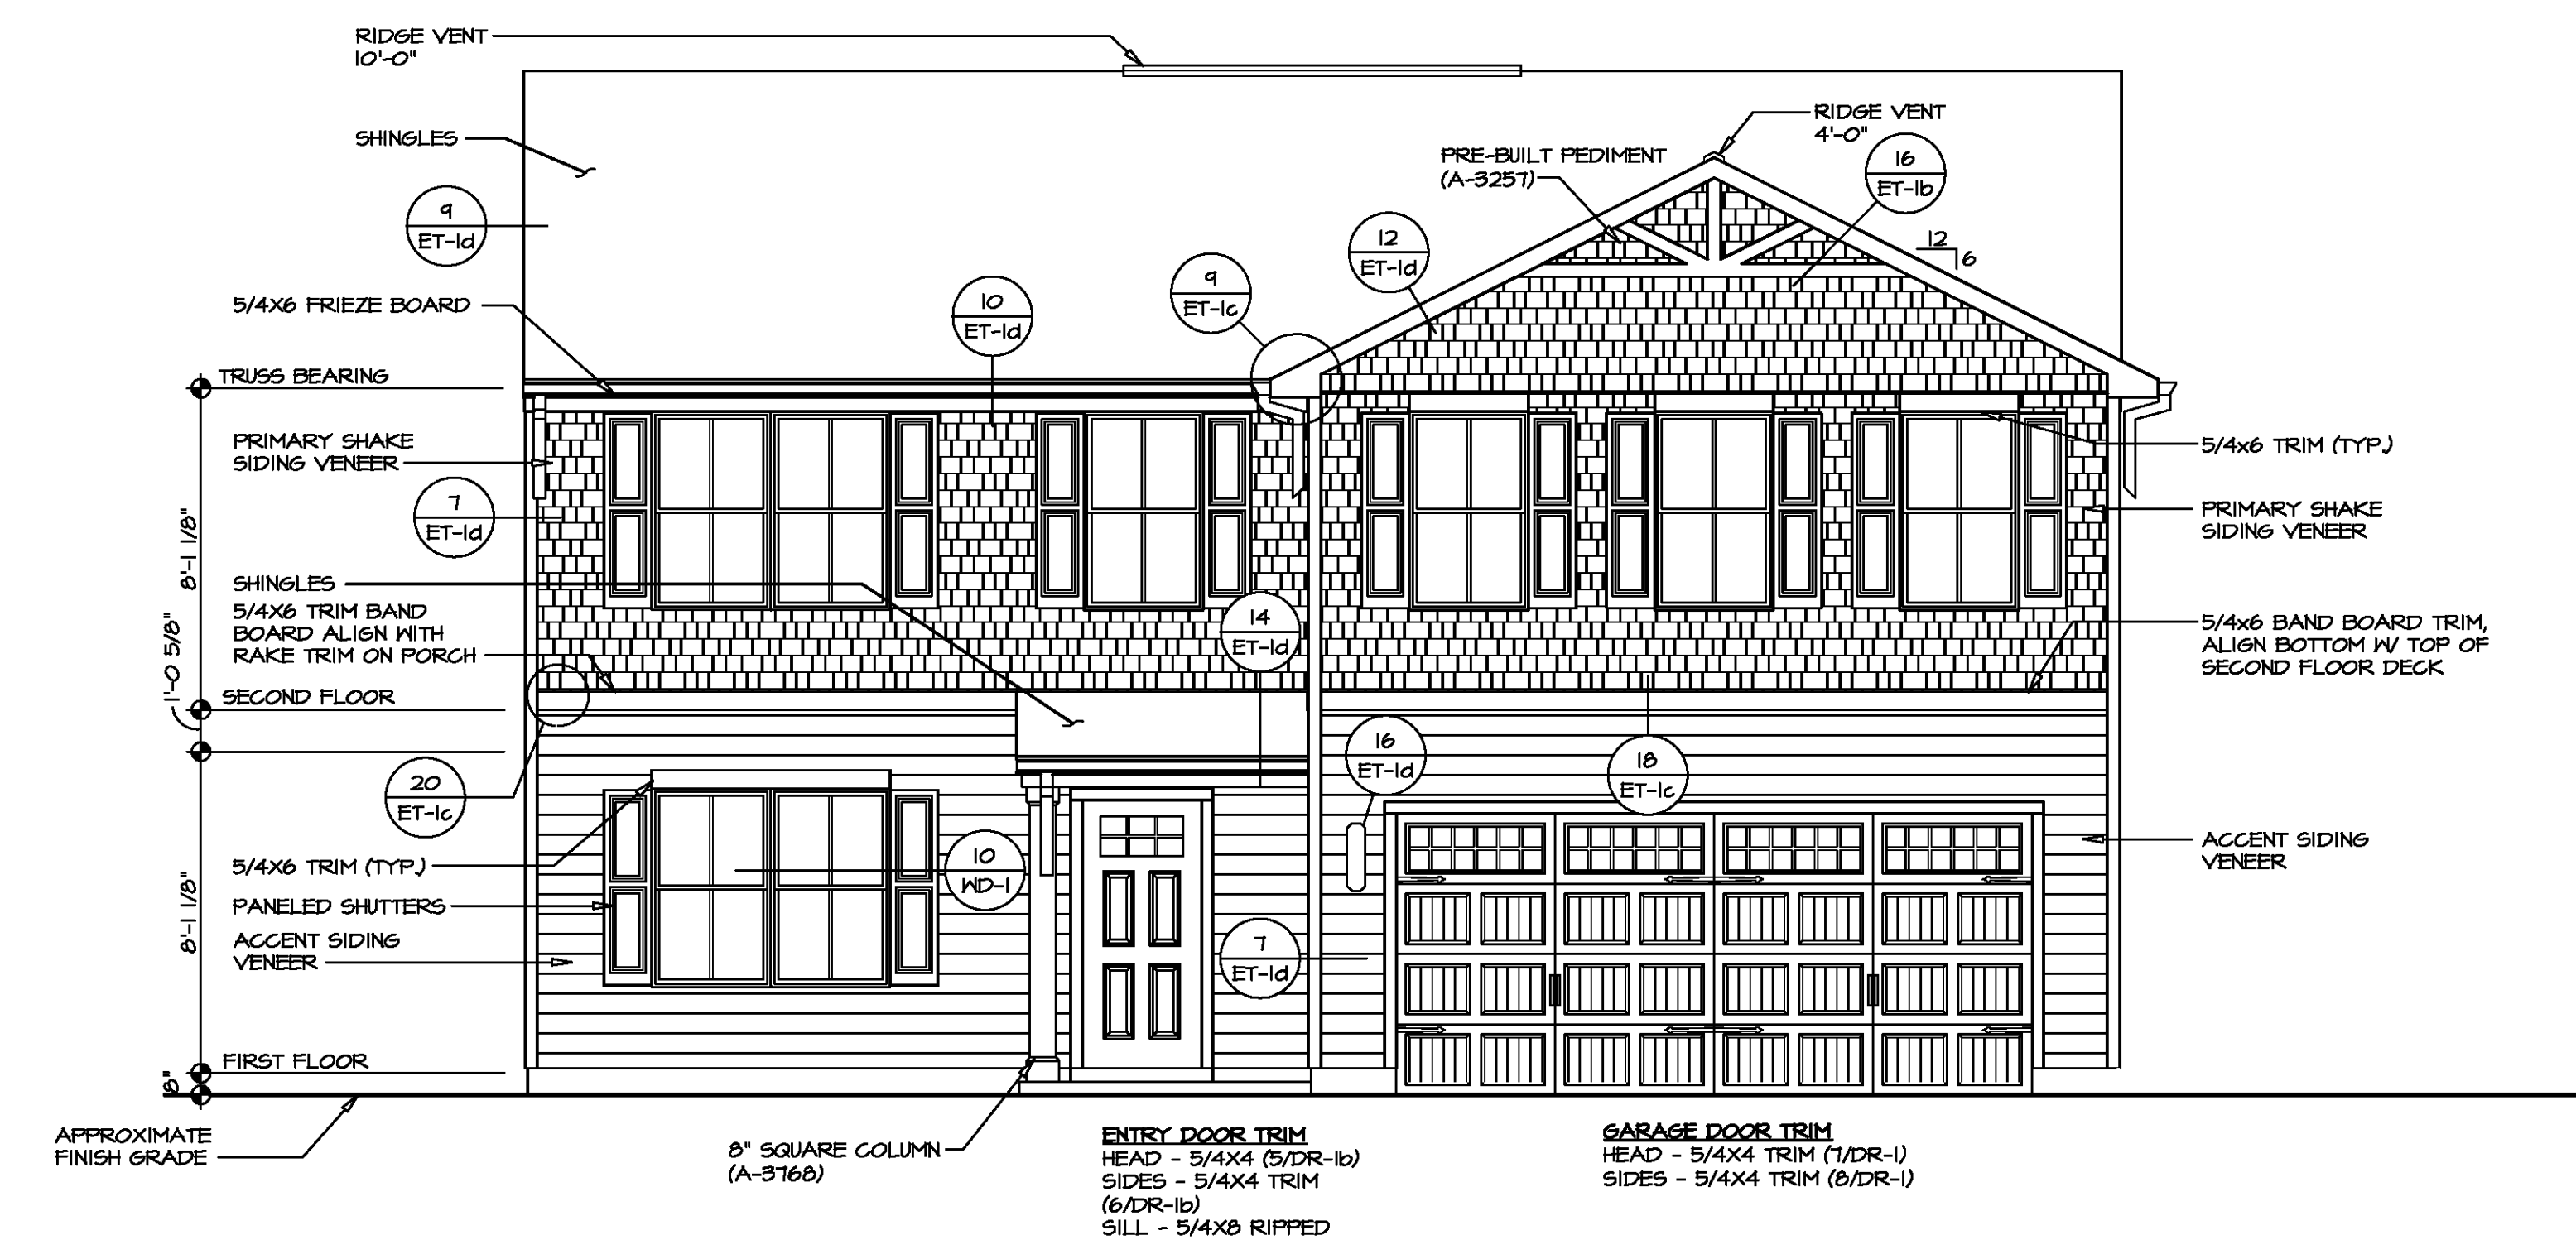 RIDGE VENT
10'-0"
SHINGLES
9
ET-1d
5/4X6 FRIEZE BOARD
TRUSS BEARING
PRIMARY SHAKE
SIDING VENEER
7
ET-1d
8'-1 1/8"
SHINGLES
5/4X6 TRIM BAND
BOARD ALIGN WITH
RAKE TRIM ON PORCH
1'-0 5/8"
SECOND FLOOR
20
ET-1c
5/4X6 TRIM (TYP.)
PANELED SHUTTERS
8'-1 1/8"
ACCENT SIDING
VENEER
FIRST FLOOR
8"
APPROXIMATE
FINISH GRADE
10
ET-1d
9
ET-1c
12
ET-1d
PRE-BUILT PEDIMENT
(A-3257)
RIDGE VENT
4'-0"
16
ET-1b
12
6
14
ET-1d
16
ET-1d
18
ET-1c
10
WD-1
7
ET-1d
5/4x6 TRIM (TYP.)
PRIMARY SHAKE
SIDING VENEER
5/4x6 BAND BOARD TRIM,
ALIGN BOTTOM W/ TOP OF
SECOND FLOOR DECK
ACCENT SIDING
VENEER
8" SQUARE COLUMN
(A-3768)
ENTRY DOOR TRIM
HEAD - 5/4X4 (5/DR-1b)
SIDES - 5/4X4 TRIM
(6/DR-1b)
SILL - 5/4X8 RIPPED
GARAGE DOOR TRIM
HEAD - 5/4X4 TRIM (7/DR-1)
SIDES - 5/4X4 TRIM (8/DR-1)